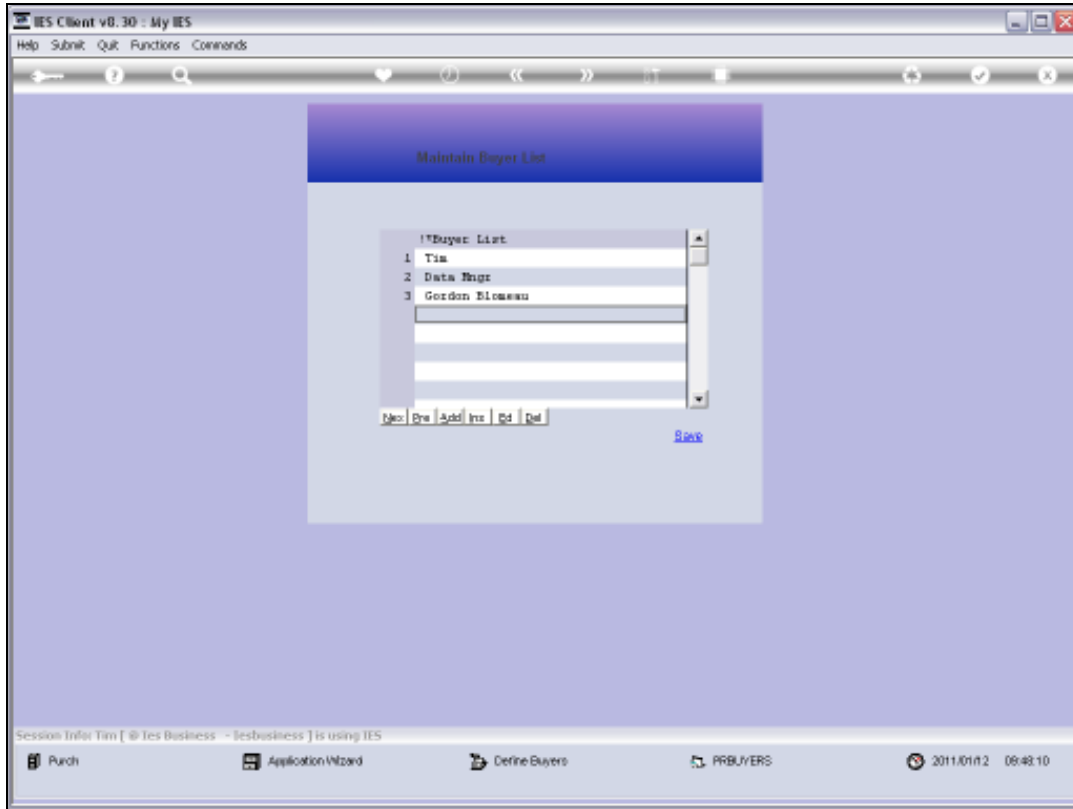 IES Client v8.30 : My IES
Help Submit Quit Functions Commands
Maintain Buyer List
!*Buyer List
1 Tim
2 Data Mngr
3 Gordon Blomeau
Nex Pre Add Ins Ed Del
Save
Session Info: Tim [ @ Ies Business - Iesbusiness ] is using IES
Purch Application Wizard Define Buyers PRBUYERS 2011/01/12 09:48:10